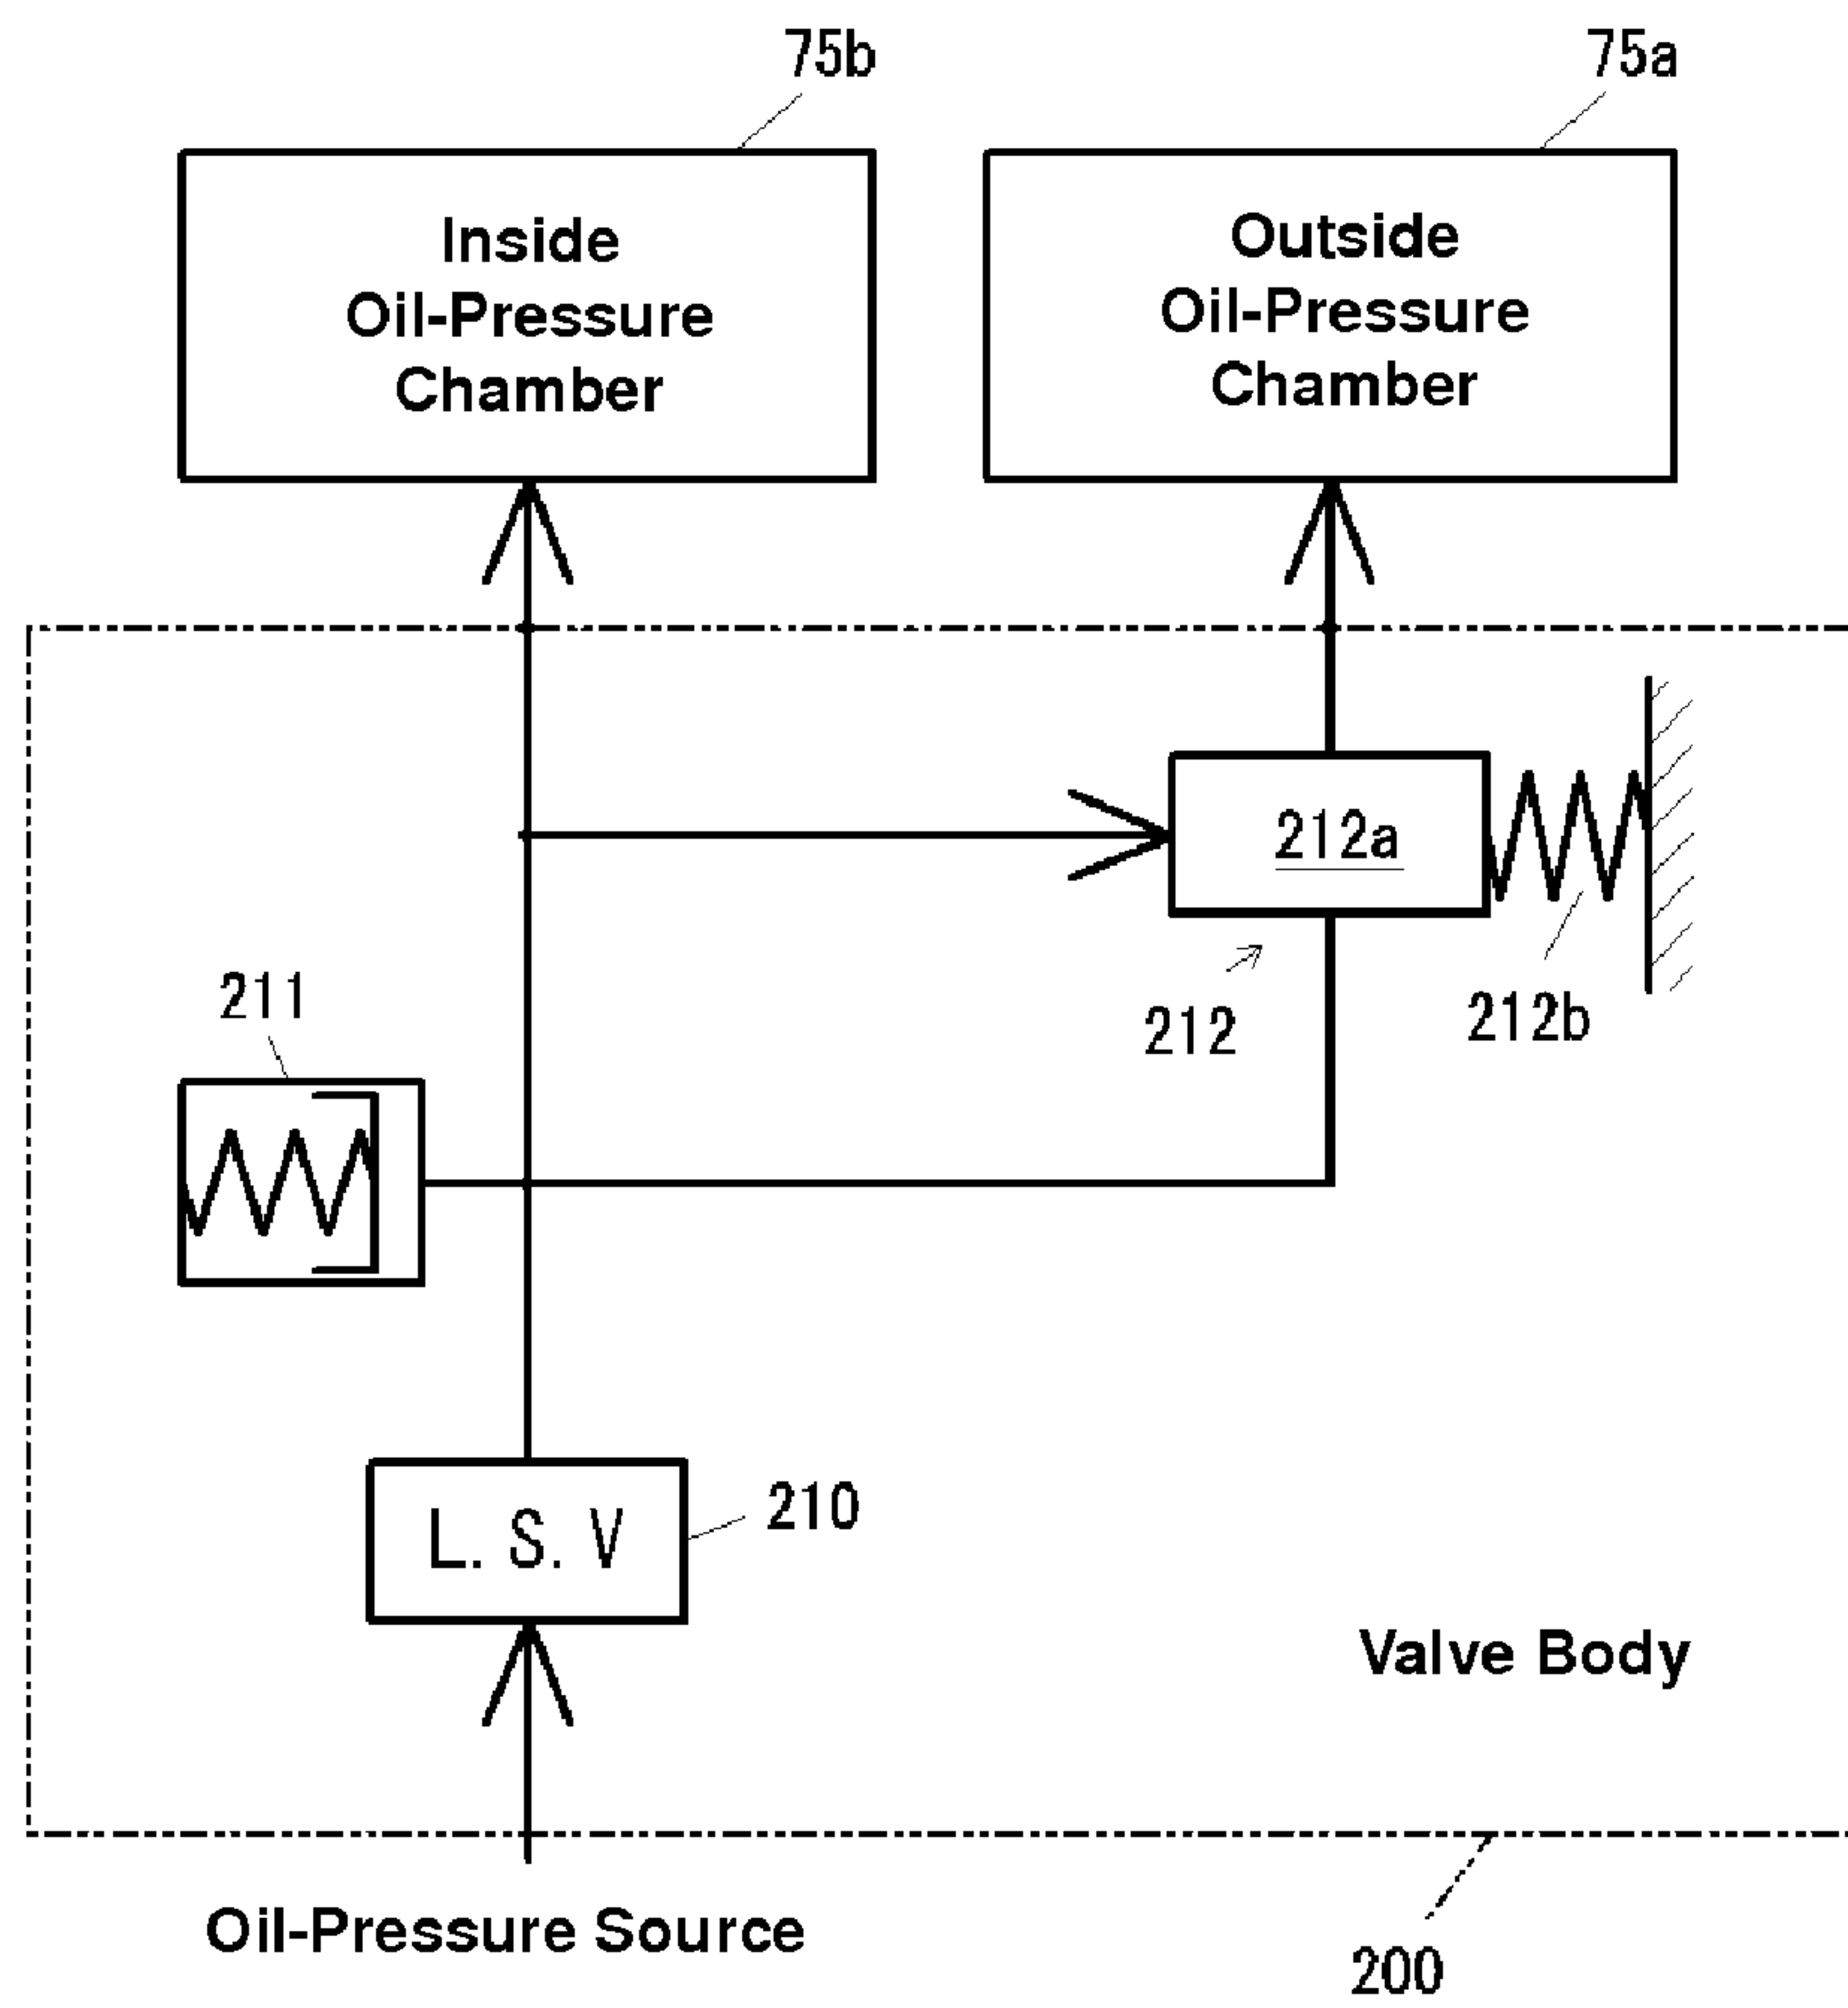 75b
75a
Inside
Oil-Pressure
Chamber
Outside
Oil-Pressure
Chamber
212a
211
212
212b
L. S. V
210
Valve Body
Oil-Pressure Source
200